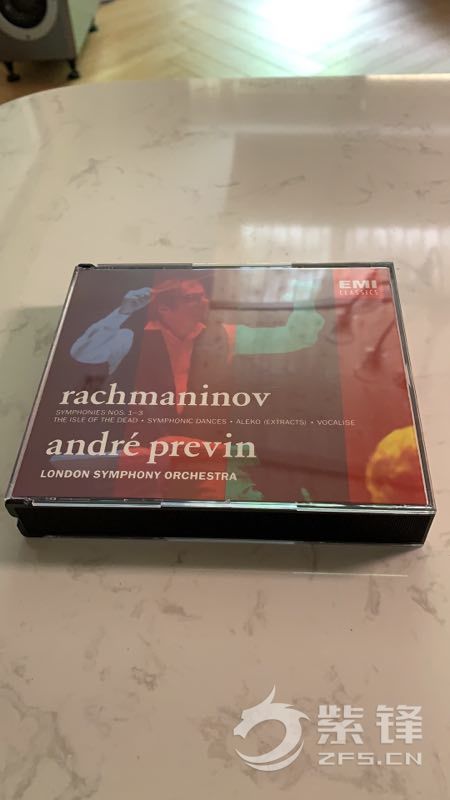 EMI
CLASSICS
rachmaninov
SYMPHONIES NOS. 1–3
THE ISLE OF THE DEAD • SYMPHONIC DANCES • ALEKO (EXTRACTS) • VOCALISE
andré previn
LONDON SYMPHONY ORCHESTRA
紫锋
ZFS.CN